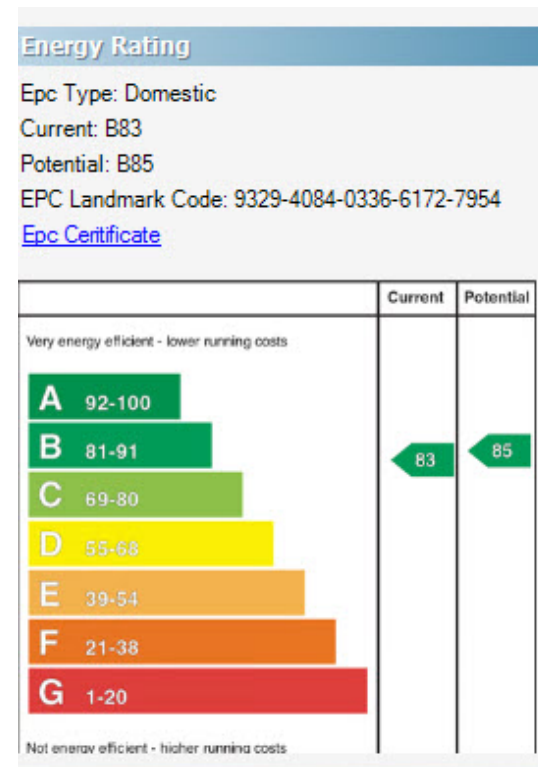 Energy Rating
Epc Type: Domestic
Current: B83
Potential: B85
EPC Landmark Code: 9329-4084-0336-6172-7954
Epc Ceritificate
Current Potential
Very energy efficient - lower running costs
A 92-100
B 81-91
83 85
C 69-80
D 55-68
E 39-54
F 21-38
G 1-20
Not energy efficient - higher running costs